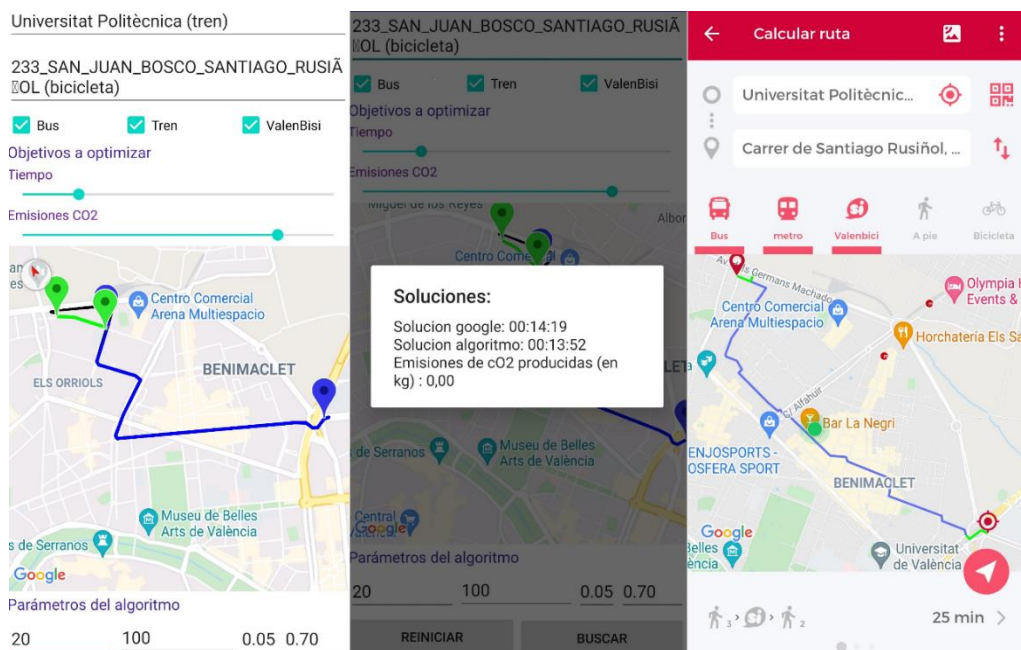 Universitat Politècnica (tren)
233_SAN_JUAN_BOSCO_SANTIAGO_RUSIÃ
OL (bicicleta)
Bus
Tren
ValenBisi
Objetivos a optimizar
Tiempo
Emisiones CO2
Centro Comercial
Arena Multiespacio
ELS ORRIOLS
BENIMACLET
Museu de Belles
Arts de València
s de Serranos
Google
Parámetros del algoritmo
20
100
0.05
0.70
233_SAN_JUAN_BOSCO_SANTIAGO_RUSIÃ
OL (bicicleta)
Bus
Tren
ValenBisi
Objetivos a optimizar
Tiempo
Emisiones CO2
Miguel de los Reyes
Albor
Centro Comercial
Soluciones:
Solucion google: 00:14:19
Solucion algoritmo: 00:13:52
Emisiones de cO2 producidas (en
kg) : 0,00
de Serranos
Museu de Belles
Arts de València
Central
Google
Parámetros del algoritmo
20
100
0.05
0.70
REINICIAR
BUSCAR
Calcular ruta
Universitat Politècnic...
Carrer de Santiago Rusiñol, ...
Bus
metro
Valenbici
A pie
Bicicleta
Germans Machado
Centro Comercial
Arena Multiespacio
Olympia H
Events &
Horchatería Els Sa
C/ Alfahuir
Bar La Negri
ENJOSPORTS -
OSFERA SPORT
BENIMACLET
Google
Belles
ència
Universitat
de València
3
2
25 min